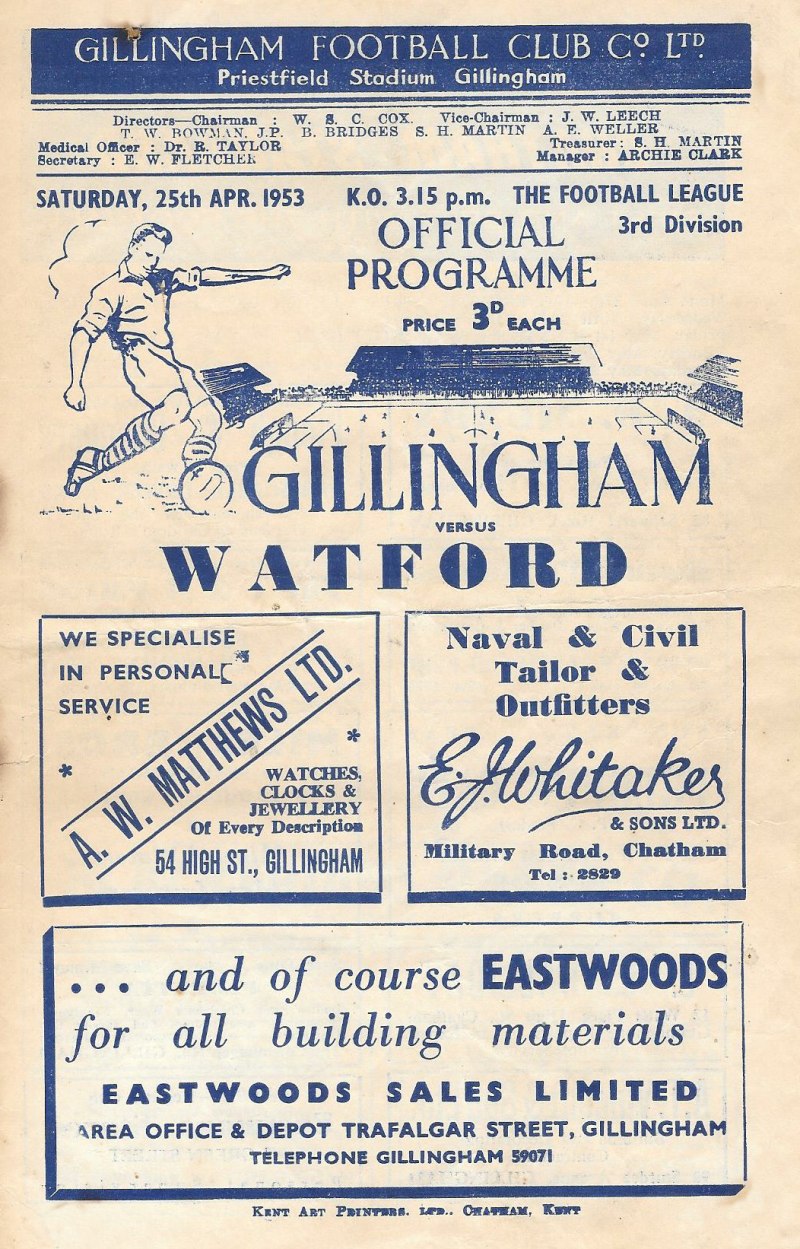 GILLINGHAM FOOTBALL CLUB Co LTD.
Priestfield Stadium Gillingham
Directors—Chairman : W. S. C. COX. Vice-Chairman : J. W. LEECH
T. W. BOWMAN, J.P. B. BRIDGES S. H. MARTIN A. E. WELLER
Medical Officer : Dr. R. TAYLOR Treasurer: S. H. MARTIN
Secretary : E. W. FLETCHER Manager : ARCHIE CLARK
SATURDAY, 25th APR. 1953 K.O. 3.15 p.m. THE FOOTBALL LEAGUE
3rd Division
OFFICIAL
PROGRAMME
PRICE 3D EACH
GILLINGHAM
VERSUS
WATFORD
WE SPECIALISE
IN PERSONAL
SERVICE
A. W. MATTHEWS LTD.
WATCHES,
CLOCKS &
JEWELLERY
Of Every Description
54 HIGH ST., GILLINGHAM
Naval & Civil
Tailor &
Outfitters
E. J. Whitaker
& SONS LTD.
Military Road, Chatham
Tel : 2829
... and of course EASTWOODS
for all building materials
EASTWOODS SALES LIMITED
AREA OFFICE & DEPOT TRAFALGAR STREET, GILLINGHAM
TELEPHONE GILLINGHAM 59071
KENT ART PRINTERS. LTD.. CHATHAM, KENT